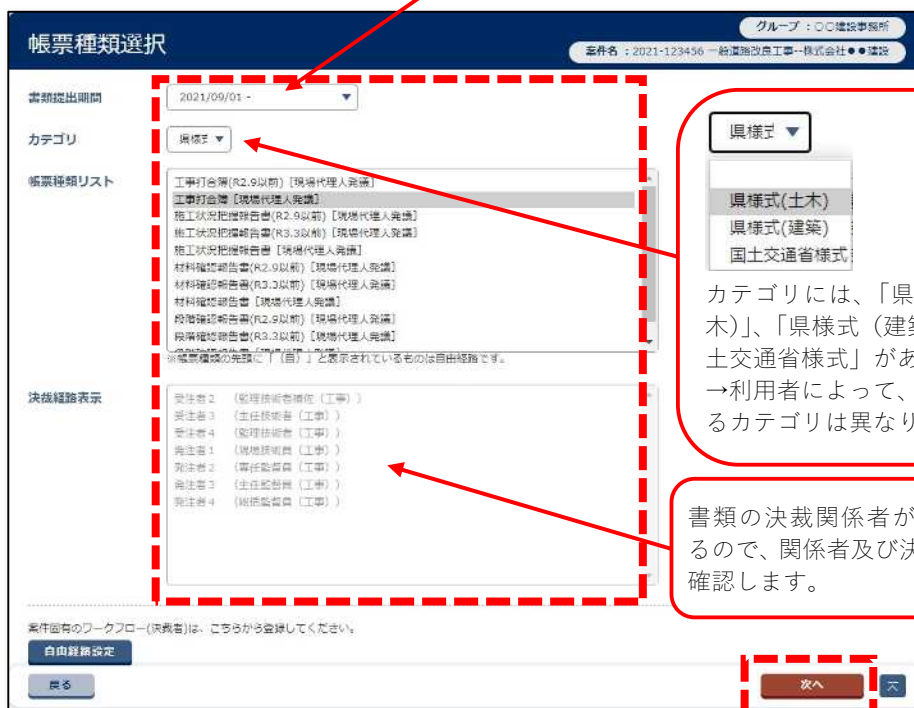 帳票種類選択
グループ：〇〇建設事務所
案件名：2021-123456 一般道路改良工事--株式会社●●建設
書類提出期間
2021/09/01 -
カテゴリ
県様式
帳票種類リスト
工事打合簿(R2.9以前)［現場代理人発議］
工事打合簿［現場代理人発議］
施工状況把握報告書(R2.9以前)［現場代理人発議］
施工状況把握報告書(R3.3以前)［現場代理人発議］
施工状況把握報告書［現場代理人発議］
材料確認報告書(R2.9以前)［現場代理人発議］
材料確認報告書(R3.3以前)［現場代理人発議］
材料確認報告書［現場代理人発議］
段階確認報告書(R2.9以前)［現場代理人発議］
段階確認報告書(R3.3以前)［現場代理人発議］
※帳票種類の先頭に「（自）」と表示されているものは自由経路です。
決裁経路表示
受注者2 （監理技術者補佐（工事））
受注者3 （主任技術者（工事））
受注者4 （監理技術者（工事））
発注者1 （現場技術員（工事））
発注者2 （専任監督員（工事））
発注者3 （主任監督員（工事））
発注者4 （総括監督員（工事））
案件固有のワークフロー(決裁者)は、こちらから登録してください。
自由経路設定
戻る
次へ
県様式
県様式(土木)
県様式(建築)
国土交通省様式
カテゴリには、「県
木)」、「県様式（建築
土交通省様式」があ
→利用者によって、
るカテゴリは異なり
書類の決裁関係者が
るので、関係者及び決
確認します。